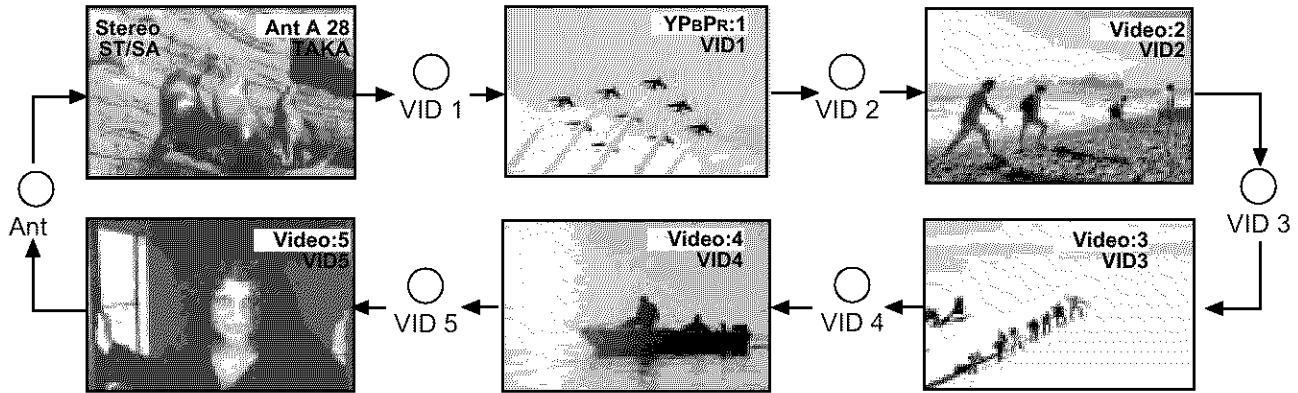 Stereo Ant A 28
ST/SA TAKA
VID 1
YPBPR:1
VID1
VID 2
Video:2
VID2
VID 3
Ant
Video:5
VID5
VID 5
Video:4
VID4
VID 4
Video:3
VID3